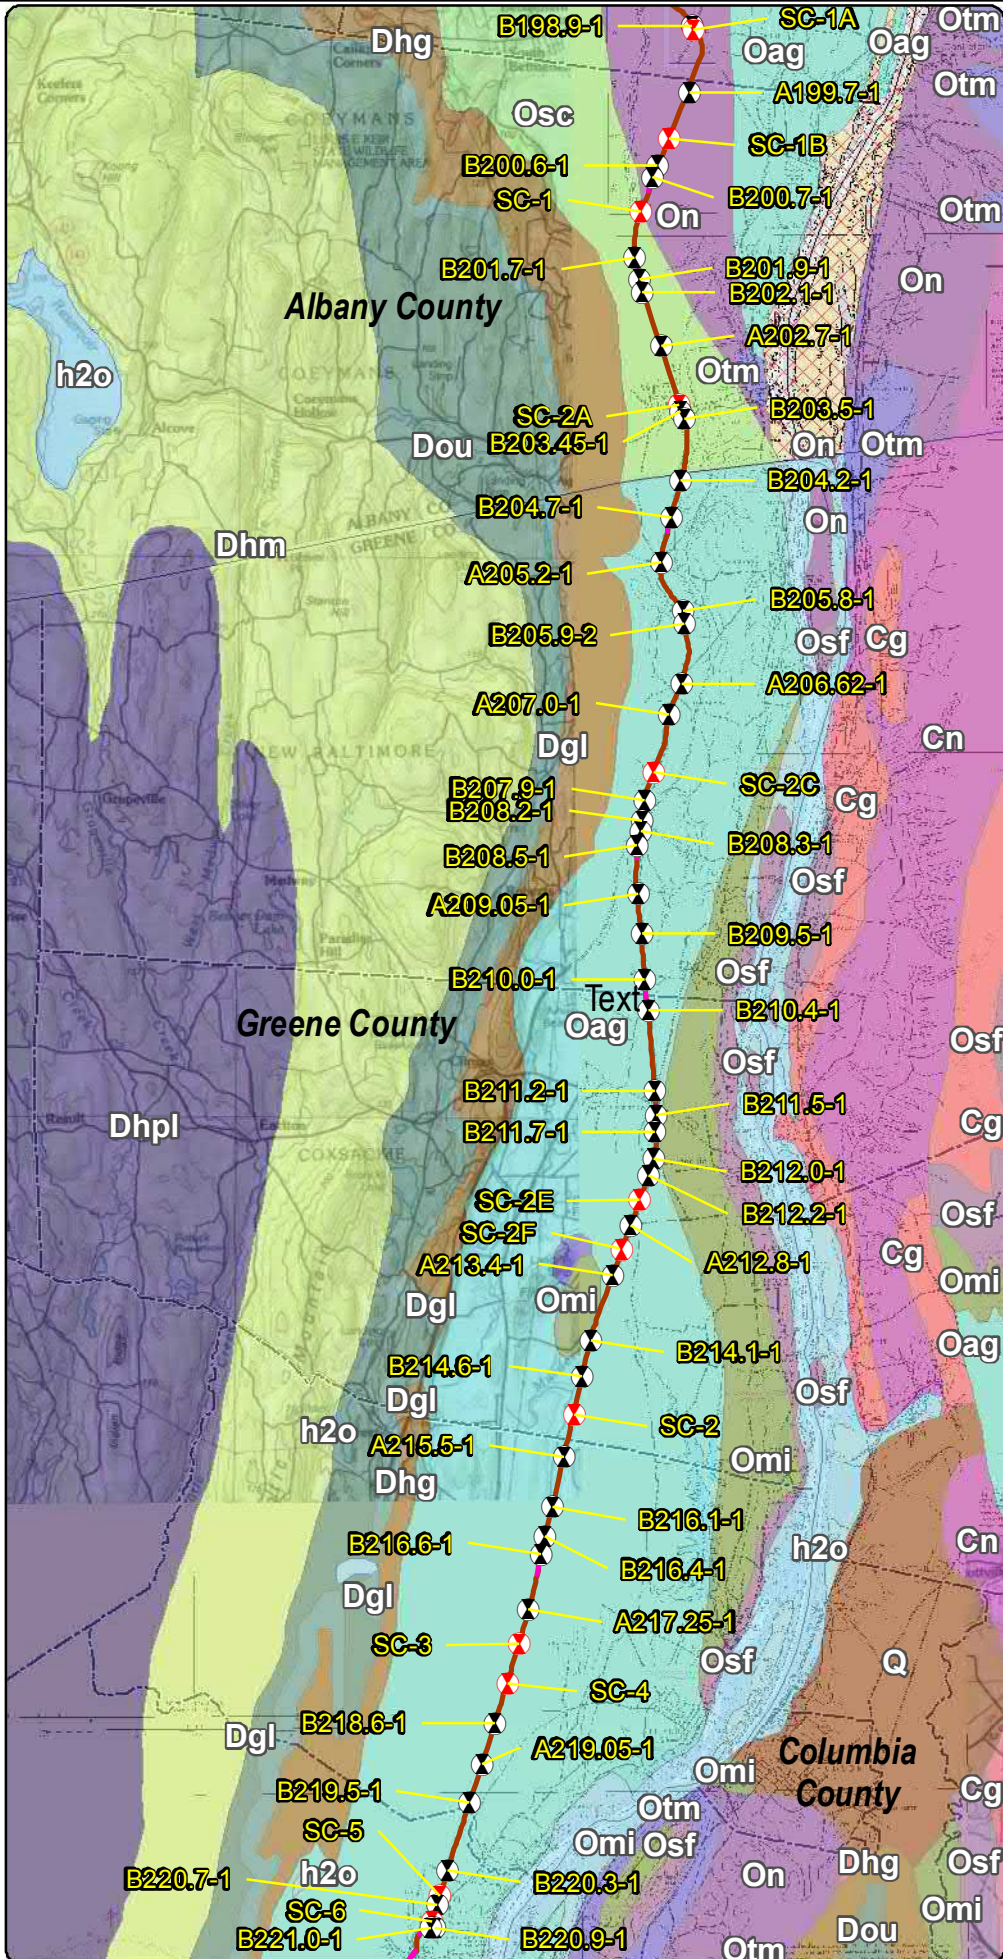 B198.9-1
SC-1A
Otm
Dhg
Oag
Oag
Otm
Keefers
Corners
A199.7-1
Osc
SC-1B
B200.6-1
B200.7-1
SC-1
On
Otm
B201.7-1
B201.9-1
On
B202.1-1
Albany County
A202.7-1
h2o
Otm
SC-2A
B203.5-1
Alcove
Dou
B203.45-1
On
Otm
B204.2-1
B204.7-1
ALBANY CO
GREENE CO
On
Dhm
A205.2-1
B205.8-1
B205.9-2
Osf
Cg
A206.62-1
A207.0-1
Dgl
Cn
NEW BALTIMORE
SC-2C
B207.9-1
Cg
B208.2-1
B208.3-1
B208.5-1
Osf
A209.05-1
B209.5-1
B210.0-1
Osf
Text
B210.4-1
Greene County
Oag
Osf
Osf
B211.2-1
B211.5-1
Dhpl
B211.7-1
Cg
COXSACKIE
B212.0-1
SC-2E
B212.2-1
Osf
SC-2F
A212.8-1
Cg
A213.4-1
Omi
Dgl
Omi
B214.1-1
Oag
B214.6-1
Dgl
Osf
h2o
SC-2
A215.5-1
Omi
Dhg
B216.1-1
B216.6-1
h2o
Cn
B216.4-1
Dgl
A217.25-1
SC-3
Osf
Q
SC-4
B218.6-1
Dgl
A219.05-1
Columbia
County
Omi
B219.5-1
Cg
Otm
SC-5
Omi
Osf
h2o
B220.3-1
On
Dhg
Osf
B220.7-1
SC-6
Omi
B221.0-1
B220.9-1
Dou
Otm